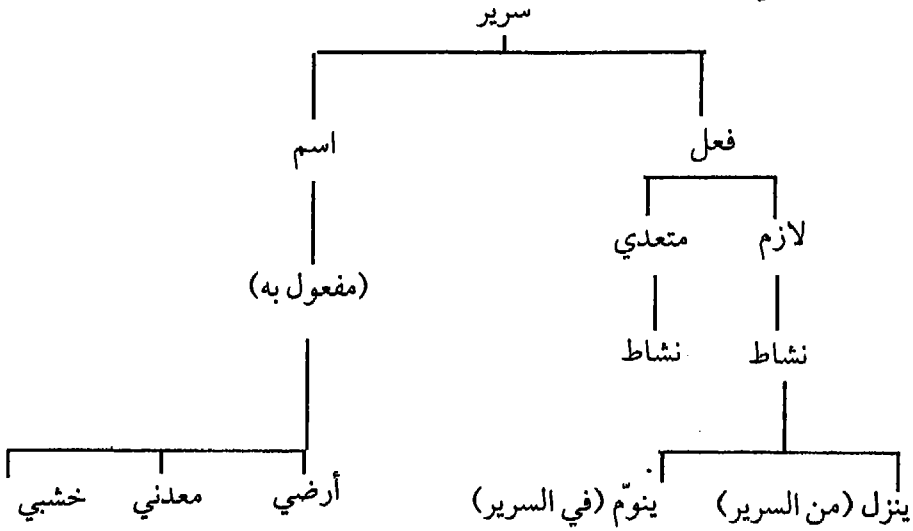 سرير
فعل اسم
لازم متعدي
(مفعول به)
نشاط نشاط
ينزل (من السرير) ينوّم (في السرير) أرضي معدني خشبي